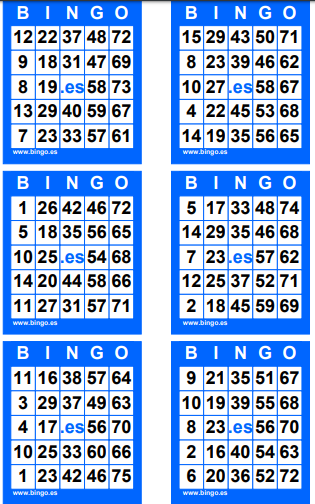 B I N G O
12 22 37 48 72
9 18 31 47 69
8 19 .es 58 73
13 29 40 59 67
7 23 33 57 61
www.bingo.es
B I N G O
15 29 43 50 71
8 23 39 46 62
10 27 .es 58 67
4 22 45 53 68
14 19 35 56 65
www.bingo.es
B I N G O
1 26 42 46 72
5 18 35 56 65
10 25 .es 54 68
14 20 44 58 66
11 27 31 57 71
www.bingo.es
B I N G O
5 17 33 48 74
14 29 35 46 68
7 23 .es 57 62
12 25 37 52 71
2 18 45 59 69
www.bingo.es
B I N G O
11 16 38 57 64
3 29 37 49 63
4 17 .es 56 70
10 25 33 60 66
1 23 42 46 75
www.bingo.es
B I N G O
9 21 35 51 67
10 19 39 55 68
8 23 .es 56 70
2 16 40 54 63
6 20 36 52 72
www.bingo.es